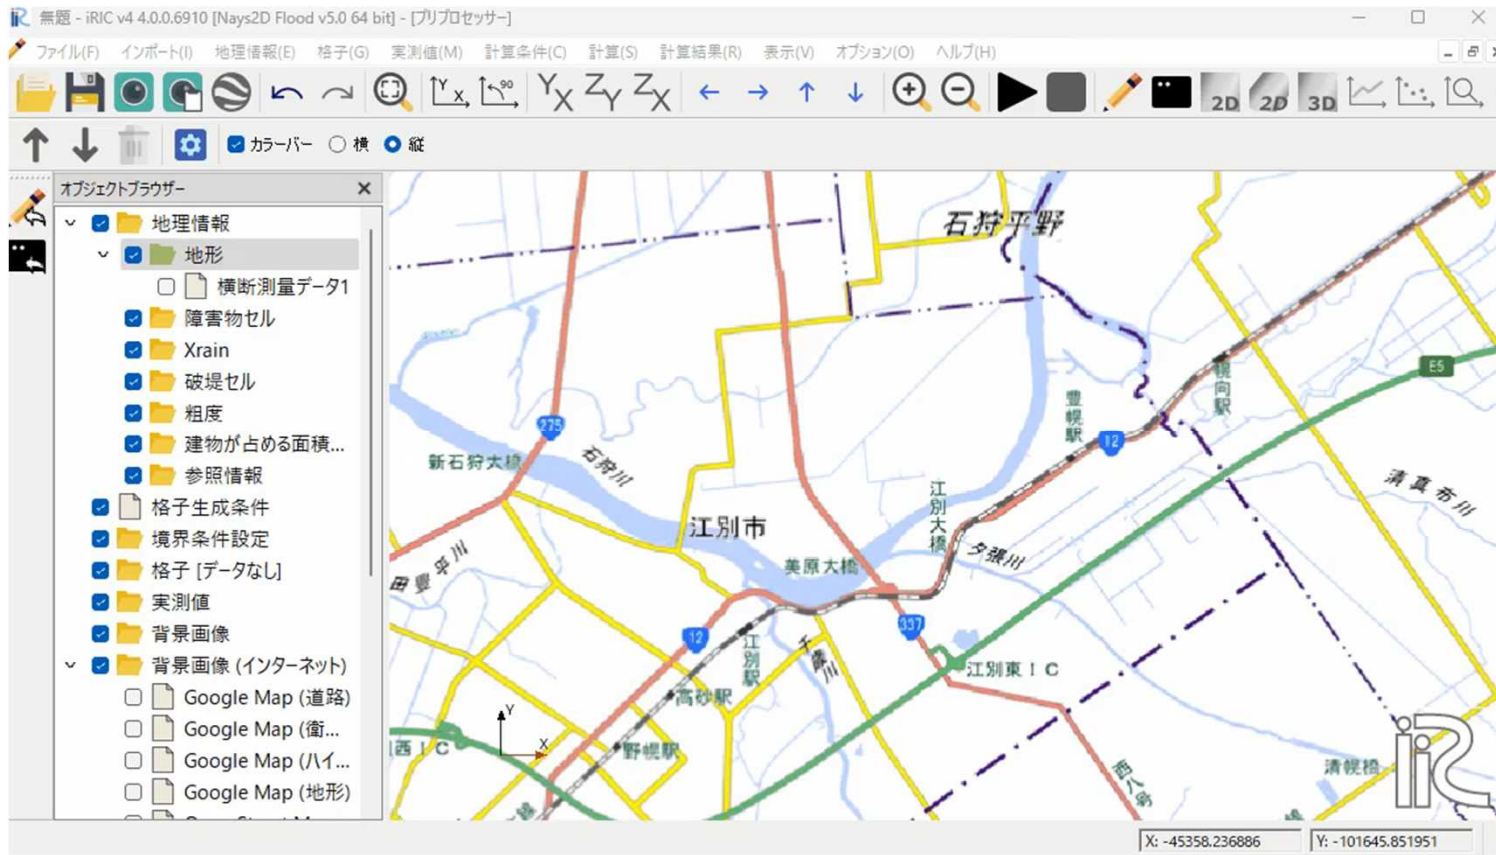 無題 - iRIC v4 4.0.0.6910 [Nays2D Flood v5.0 64 bit] - [プリプロセッサー]
ファイル(F) インポート(I) 地理情報(E) 格子(G) 実測値(M) 計算条件(C) 計算(S) 計算結果(R) 表示(V) オプション(O) ヘルプ(H)
Y X 90 Y X Z Y Z X 2D 2D 3D
カラーバー 横 縦
オブジェクトブラウザー
地理情報
地形
横断測量データ1
障害物セル
Xrain
破堤セル
粗度
建物が占める面積...
参照情報
格子生成条件
境界条件設定
格子 [データなし]
実測値
背景画像
背景画像 (インターネット)
Google Map (道路)
Google Map (衛...
Google Map (ハイ...
Google Map (地形)
石狩平野
E5
幌向駅
豊幌駅
275
12
新石狩大橋
石狩川
清真布川
江別大橋
江別市
夕張川
美原大橋
12
337
江別駅
千歳川
江別東IC
高砂駅
Y
X
西IC
野幌駅
清幌橋
西八号
iRIC
X: -45358.236886 Y: -101645.851951